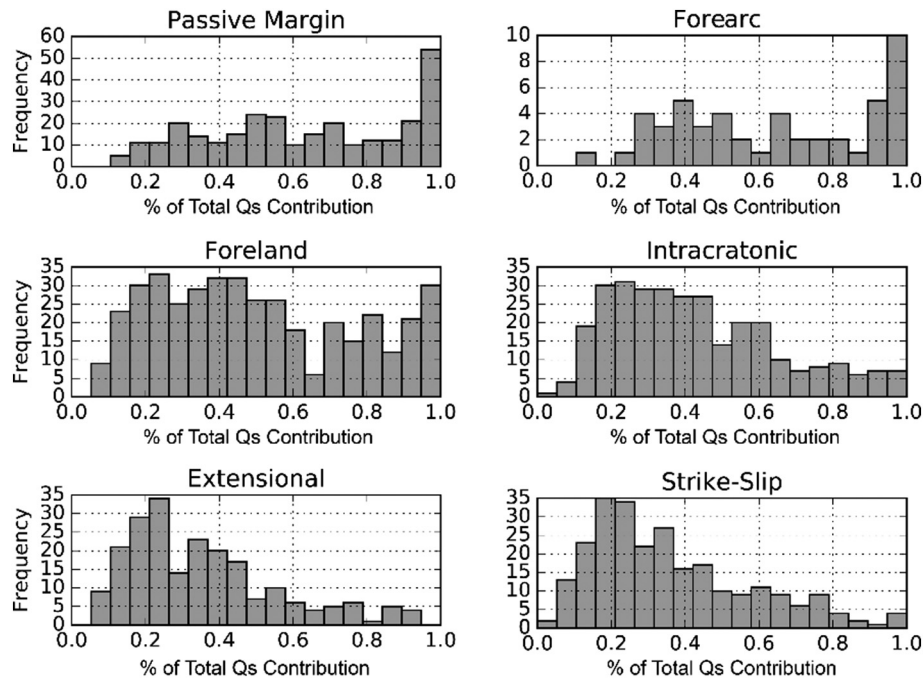 Passive Margin
60
50
40
30
20
10
0
Frequency
0.0 0.2 0.4 0.6 0.8 1.0
% of Total Qs Contribution
Forearc
10
8
6
4
2
0
0.0 0.2 0.4 0.6 0.8 1.0
% of Total Qs Contribution
Foreland
35
30
25
20
15
10
5
0
Frequency
0.0 0.2 0.4 0.6 0.8 1.0
% of Total Qs Contribution
Intracratonic
35
30
25
20
15
10
5
0
0.0 0.2 0.4 0.6 0.8 1.0
% of Total Qs Contribution
Extensional
35
30
25
20
15
10
5
0
Frequency
0.0 0.2 0.4 0.6 0.8 1.0
% of Total Qs Contribution
Strike-Slip
35
30
25
20
15
10
5
0
0.0 0.2 0.4 0.6 0.8 1.0
% of Total Qs Contribution